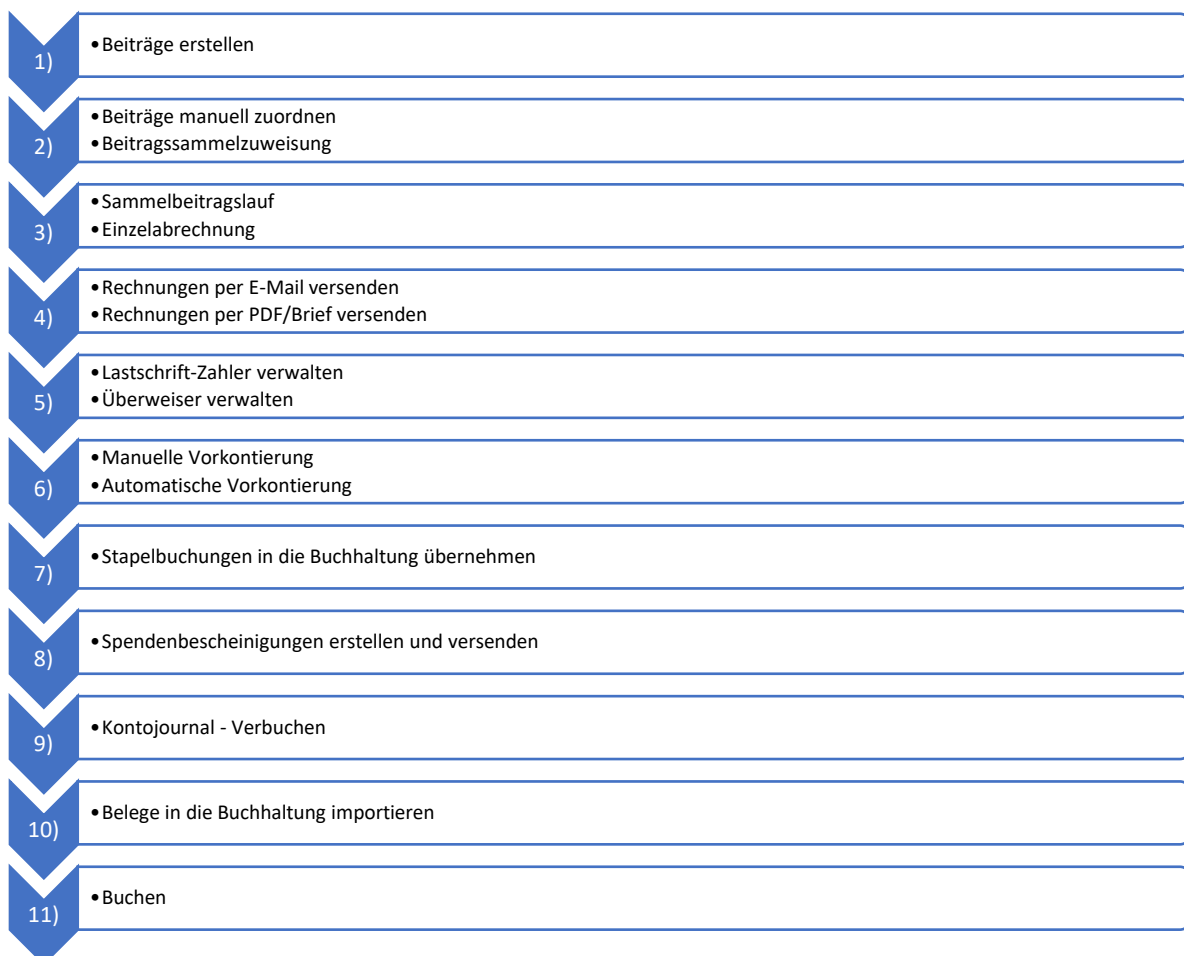 1)
•Beiträge erstellen
2)
•Beiträge manuell zuordnen
•Beitragssammelzuweisung
3)
•Sammelbeitragslauf
•Einzelabrechnung
4)
•Rechnungen per E-Mail versenden
•Rechnungen per PDF/Brief versenden
5)
•Lastschrift-Zahler verwalten
•Überweiser verwalten
6)
•Manuelle Vorkontierung
•Automatische Vorkontierung
7)
•Stapelbuchungen in die Buchhaltung übernehmen
8)
•Spendenbescheinigungen erstellen und versenden
9)
•Kontojournal - Verbuchen
10)
•Belege in die Buchhaltung importieren
11)
•Buchen